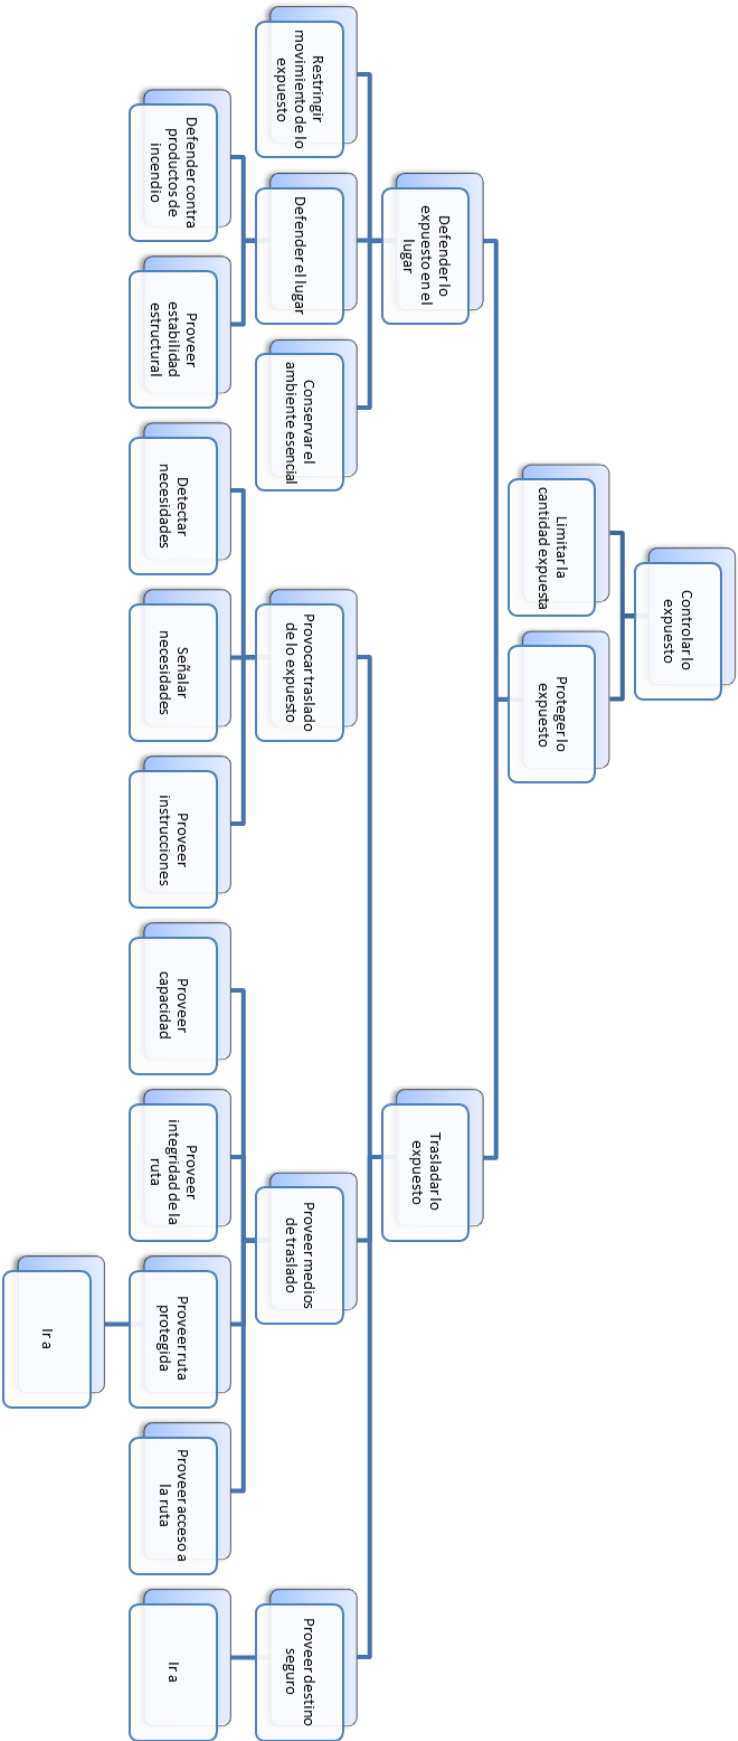 Controlar lo
expuesto
Limitar la
cantidad expuesta
Proteger lo
expuesto
Defender lo
expuesto en el
lugar
Trasladar lo
expuesto
Restringir
movimiento de lo
expuesto
Defender el lugar
Conservar el
ambiente esencial
Provocar traslado
de lo expuesto
Proveer medios
de traslado
Proveer destino
seguro
Defender contra
productos de
incendio
Proveer
estabilidad
estructural
Detectar
necesidades
Señalar
necesidades
Proveer
instrucciones
Proveer
capacidad
Proveer
integridad de la
ruta
Proveer ruta
protegida
Proveer acceso a
la ruta
Ir a
Ir a